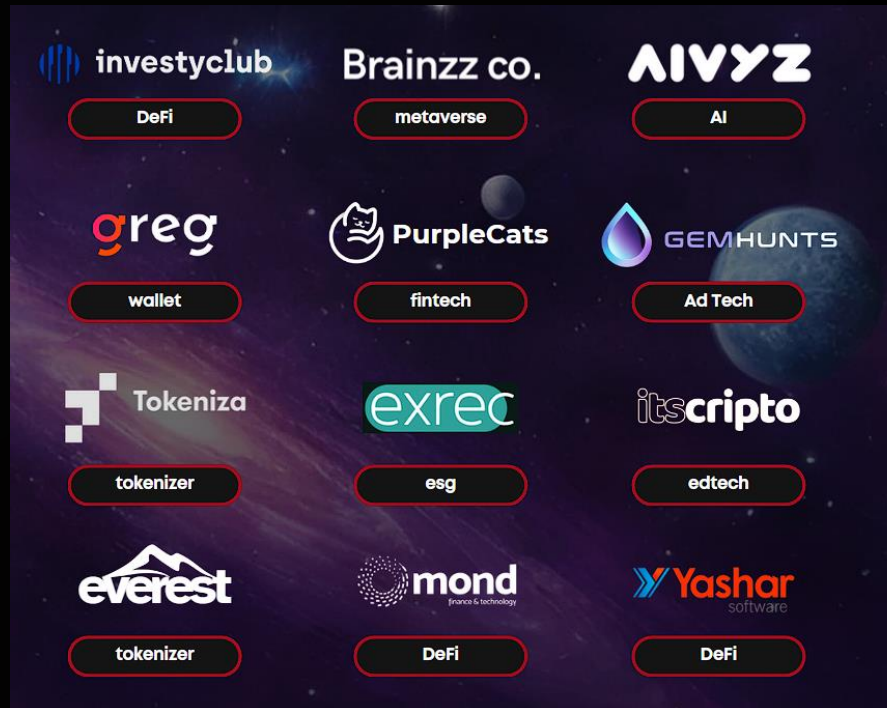 investyclub
Brainzz co.
AIVYZ
DeFi
metaverse
AI
greg
PurpleCats
GEMHUNTS
wallet
fintech
Ad Tech
Tokeniza
exrec
itscripto
tokenizer
esg
edtech
everest
mond
finance & technology
Yashar
software
tokenizer
DeFi
DeFi